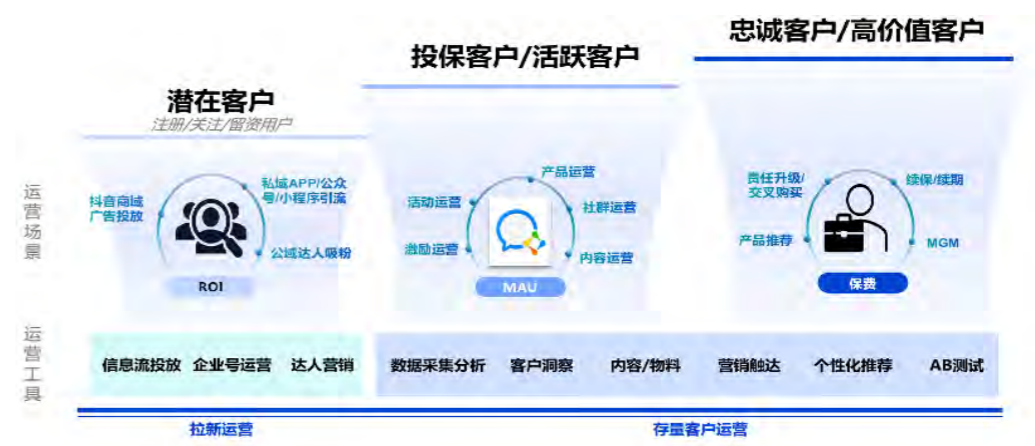 忠诚客户/高价值客户
投保客户/活跃客户
潜在客户
注册/关注/留资用户
运营场景
抖音商域
广告投放
私域APP/公众
号/小程序引流
公域达人吸粉
ROI
产品运营
活动运营
社群运营
激励运营
内容运营
MAU
责任升级/
交叉购买
续保/续期
产品推荐
MGM
保费
运营工具
信息流投放 企业号运营 达人营销
数据采集分析 客户洞察 内容/物料 营销触达 个性化推荐 AB测试
拉新运营
存量客户运营